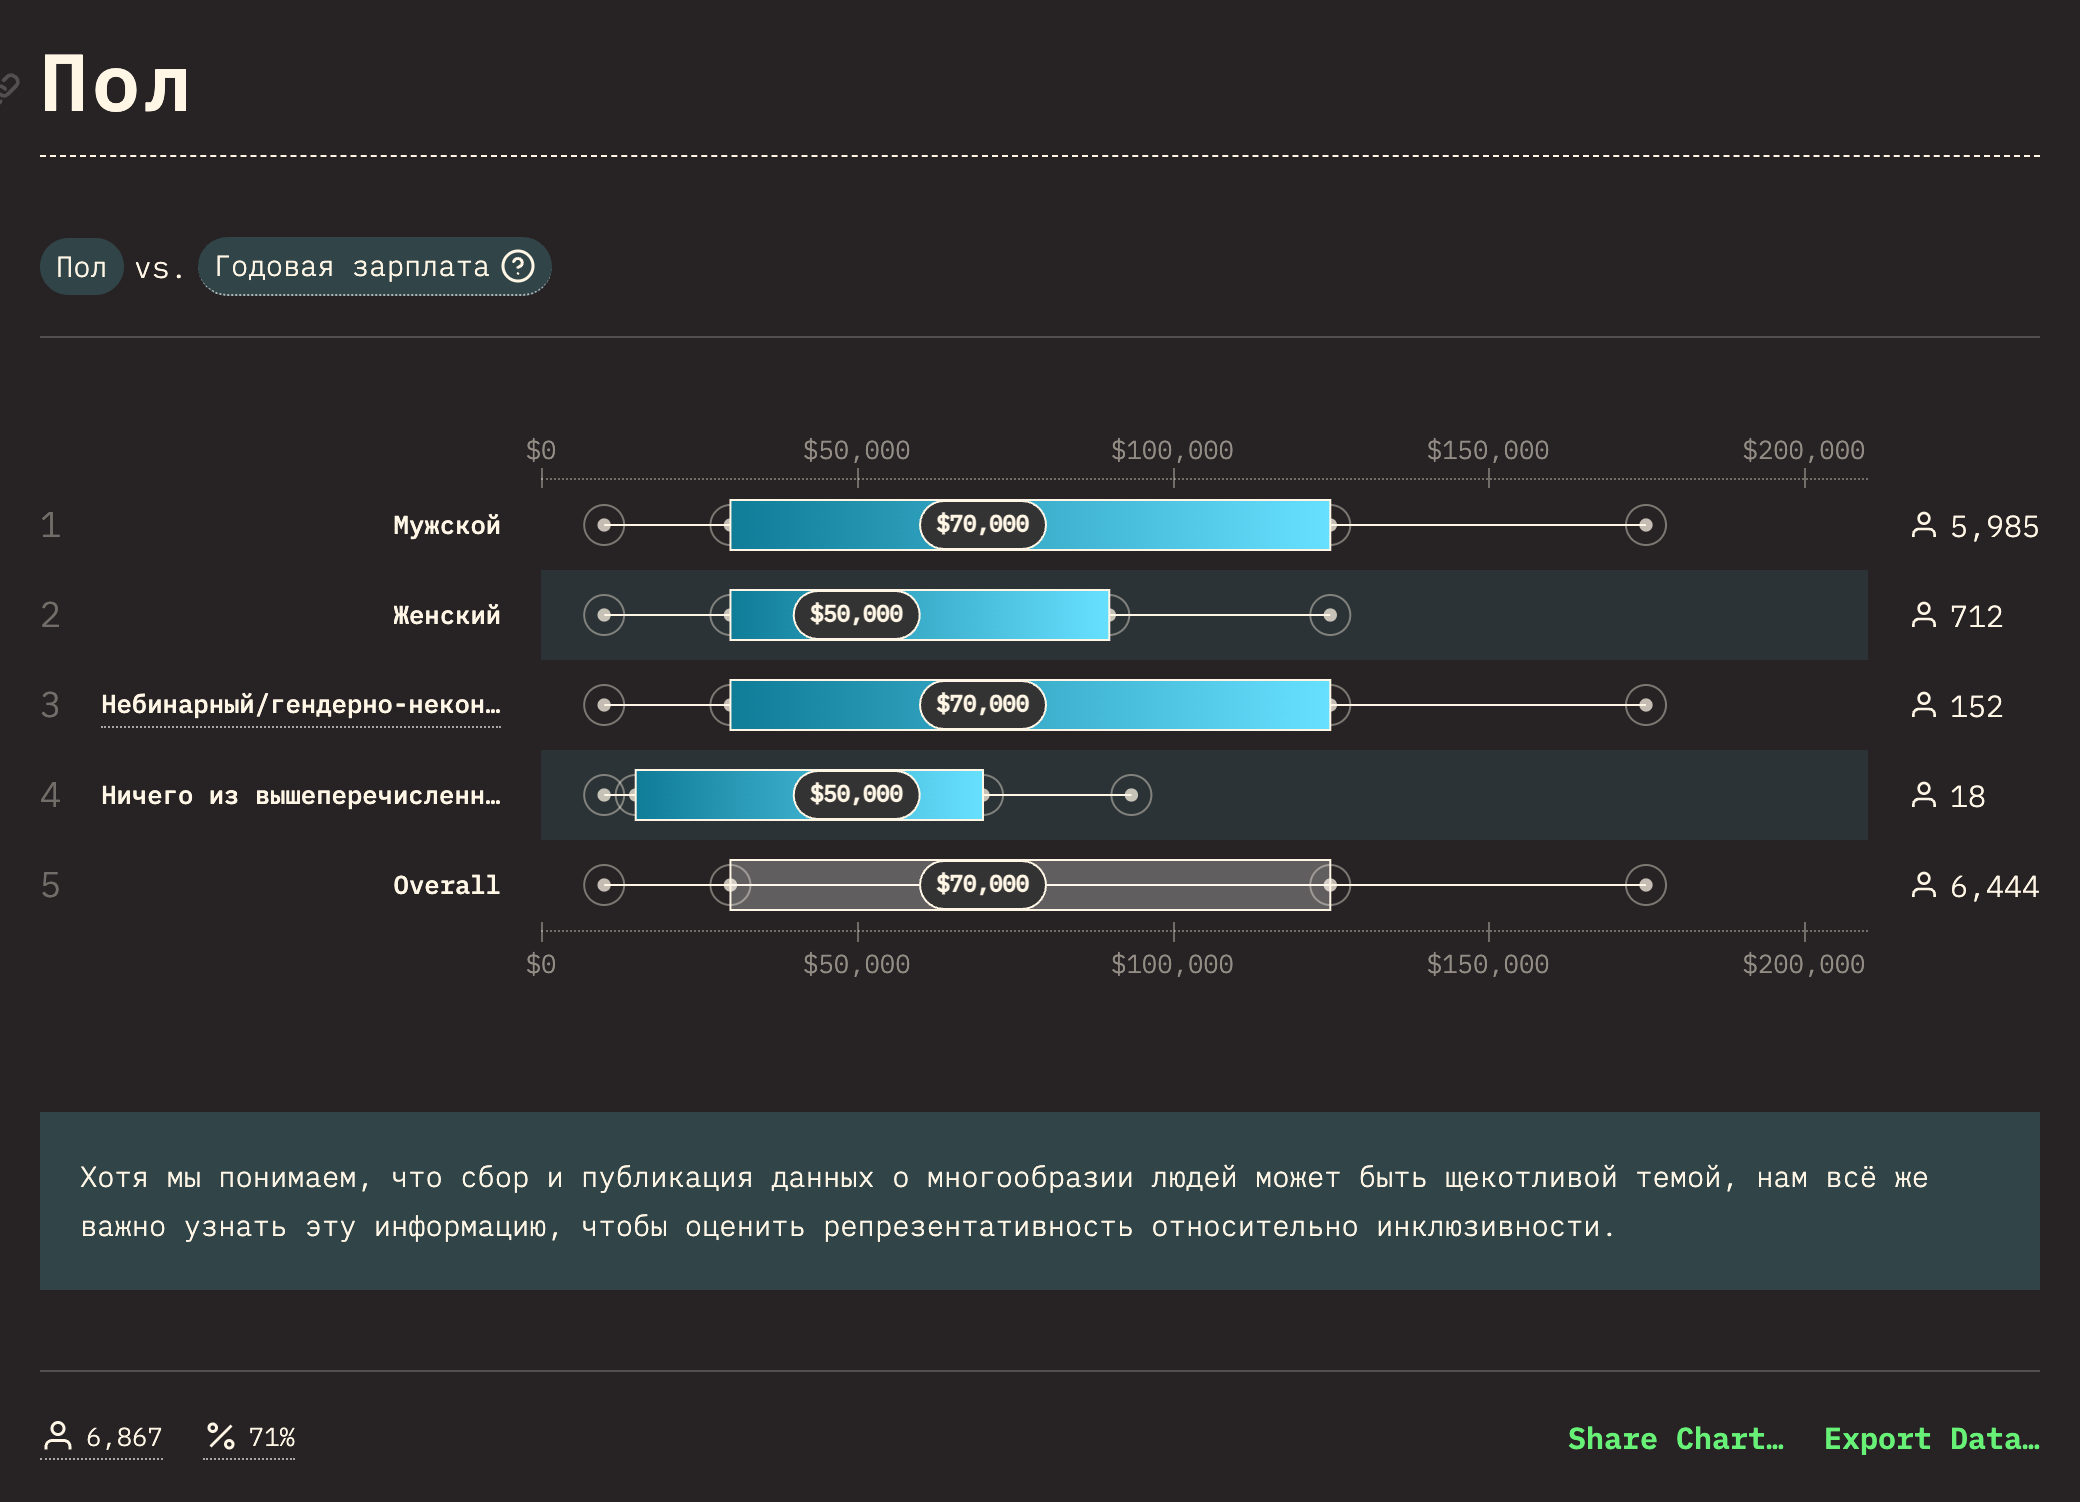 Пол
Пол vs. Годовая зарплата ?
$0 $50,000 $100,000 $150,000 $200,000
1 Мужской $70,000 5,985
2 Женский $50,000 712
3 Небинарный/гендерно-некон… $70,000 152
4 Ничего из вышеперечисленн… $50,000 18
5 Overall $70,000 6,444
$0 $50,000 $100,000 $150,000 $200,000
Хотя мы понимаем, что сбор и публикация данных о многообразии людей может быть щекотливой темой, нам всё же
важно узнать эту информацию, чтобы оценить репрезентативность относительно инклюзивности.
6,867 71% Share Chart… Export Data…